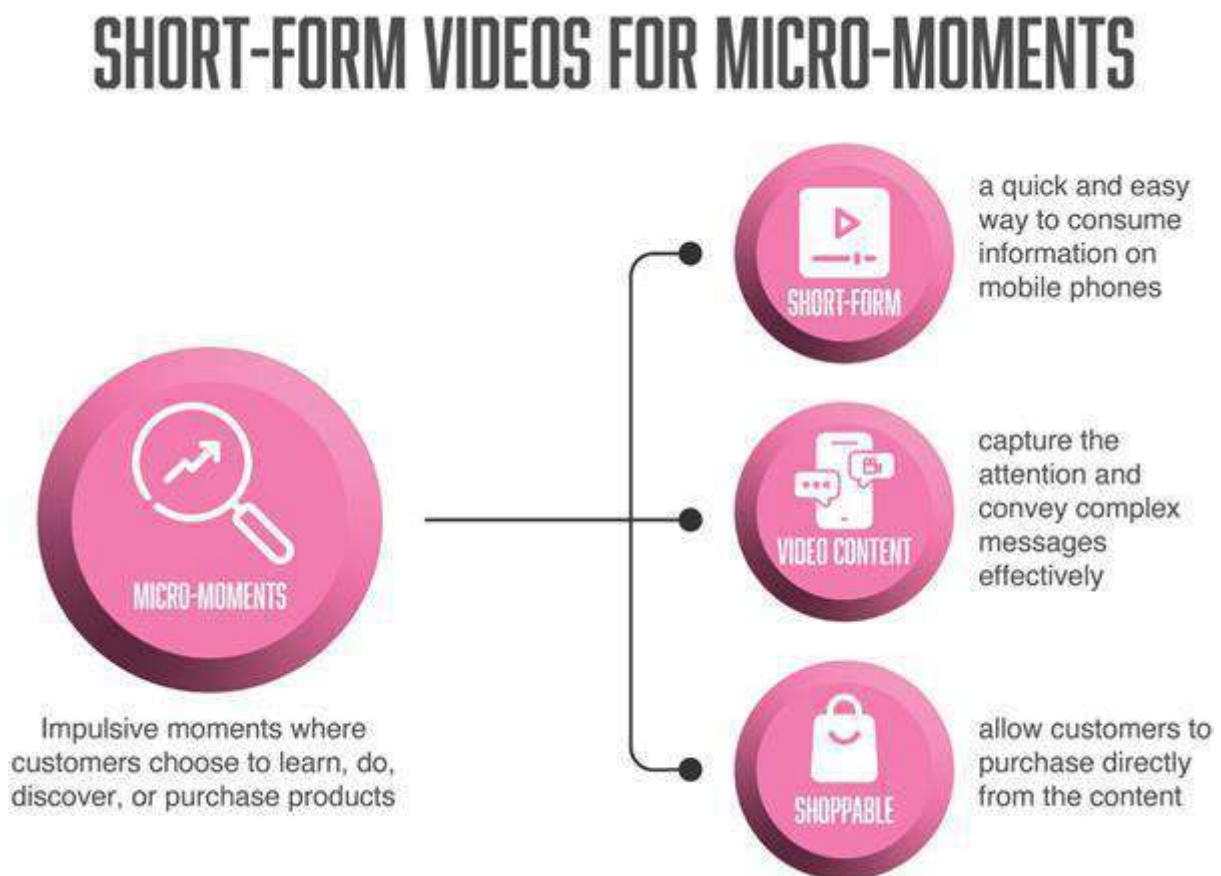 SHORT-FORM VIDEOS FOR MICRO-MOMENTS
MICRO-MOMENTS
Impulsive moments where
customers choose to learn, do,
discover, or purchase products
SHORT-FORM
a quick and easy
way to consume
information on
mobile phones
VIDEO CONTENT
capture the
attention and
convey complex
messages
effectively
SHOPPABLE
allow customers to
purchase directly
from the content